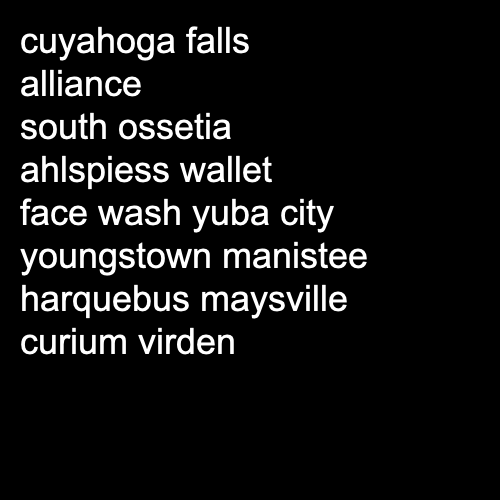 cuyahoga falls
alliance
south ossetia
ahlspiess wallet
face wash yuba city
youngstown manistee
harquebus maysville
curium virden